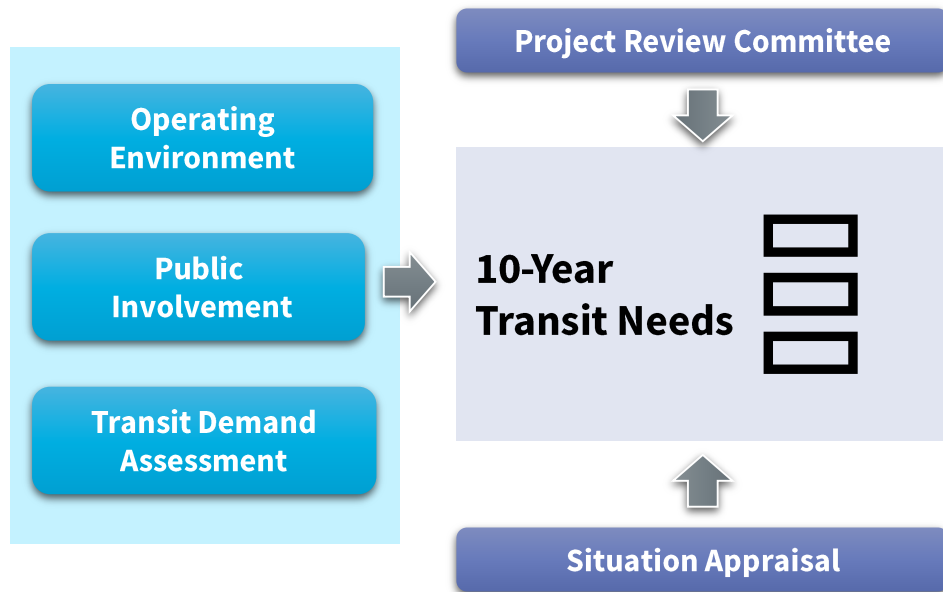 Project Review Committee
Operating
Environment
Public
Involvement
10-Year
Transit Needs
Transit Demand
Assessment
Situation Appraisal